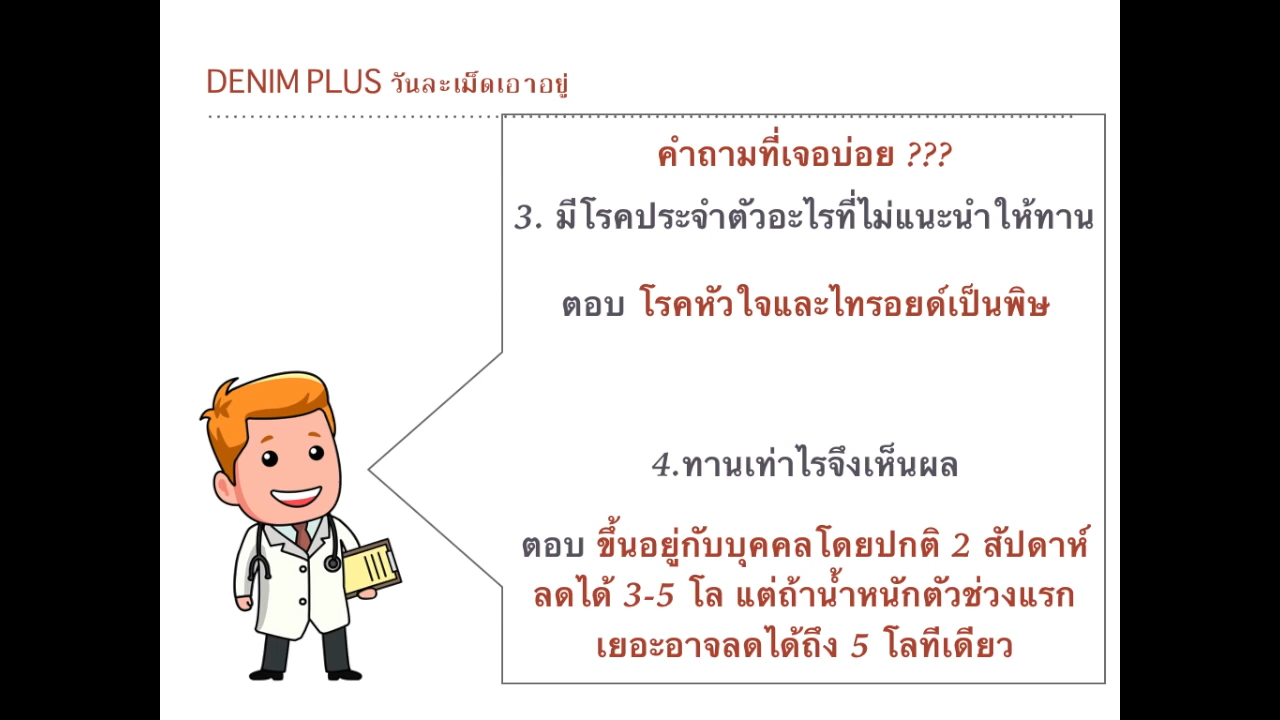 DENIM PLUS วันละเม็ดเอาอยู่
คำถามที่เจอบ่อย ???
3. มีโรคประจำตัวอะไรที่ไม่แนะนำให้ทาน
ตอบ โรคหัวใจและไทรอยด์เป็นพิษ
4.ทานเท่าไรจึงเห็นผล
ตอบ ขึ้นอยู่กับบุคคลโดยปกติ 2 สัปดาห์
ลดได้ 3-5 โล แต่ถ้าน้ำหนักตัวช่วงแรก
เยอะอาจลดได้ถึง 5 โลทีเดียว